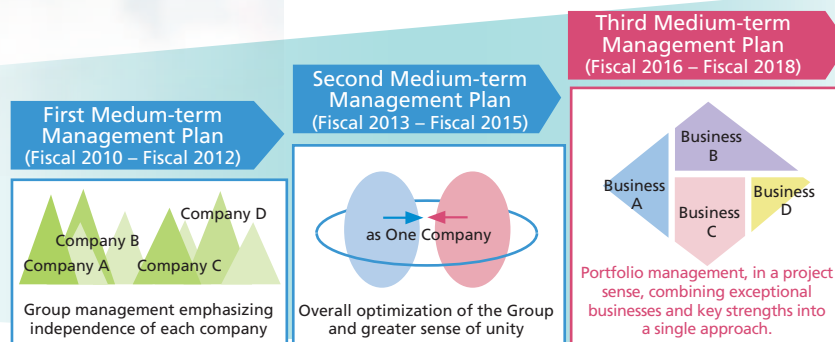 First Medum-term
Management Plan
(Fiscal 2010 – Fiscal 2012)
Company D
Company B
Company A
Company C
Group management emphasizing
independence of each company
Second Medium-term
Management Plan
(Fiscal 2013 – Fiscal 2015)
as One Company
Overall optimization of the Group
and greater sense of unity
Third Medium-term
Management Plan
(Fiscal 2016 – Fiscal 2018)
Business
B
Business
A
Business
C
Business
D
Portfolio management, in a project
sense, combining exceptional
businesses and key strengths into
a single approach.